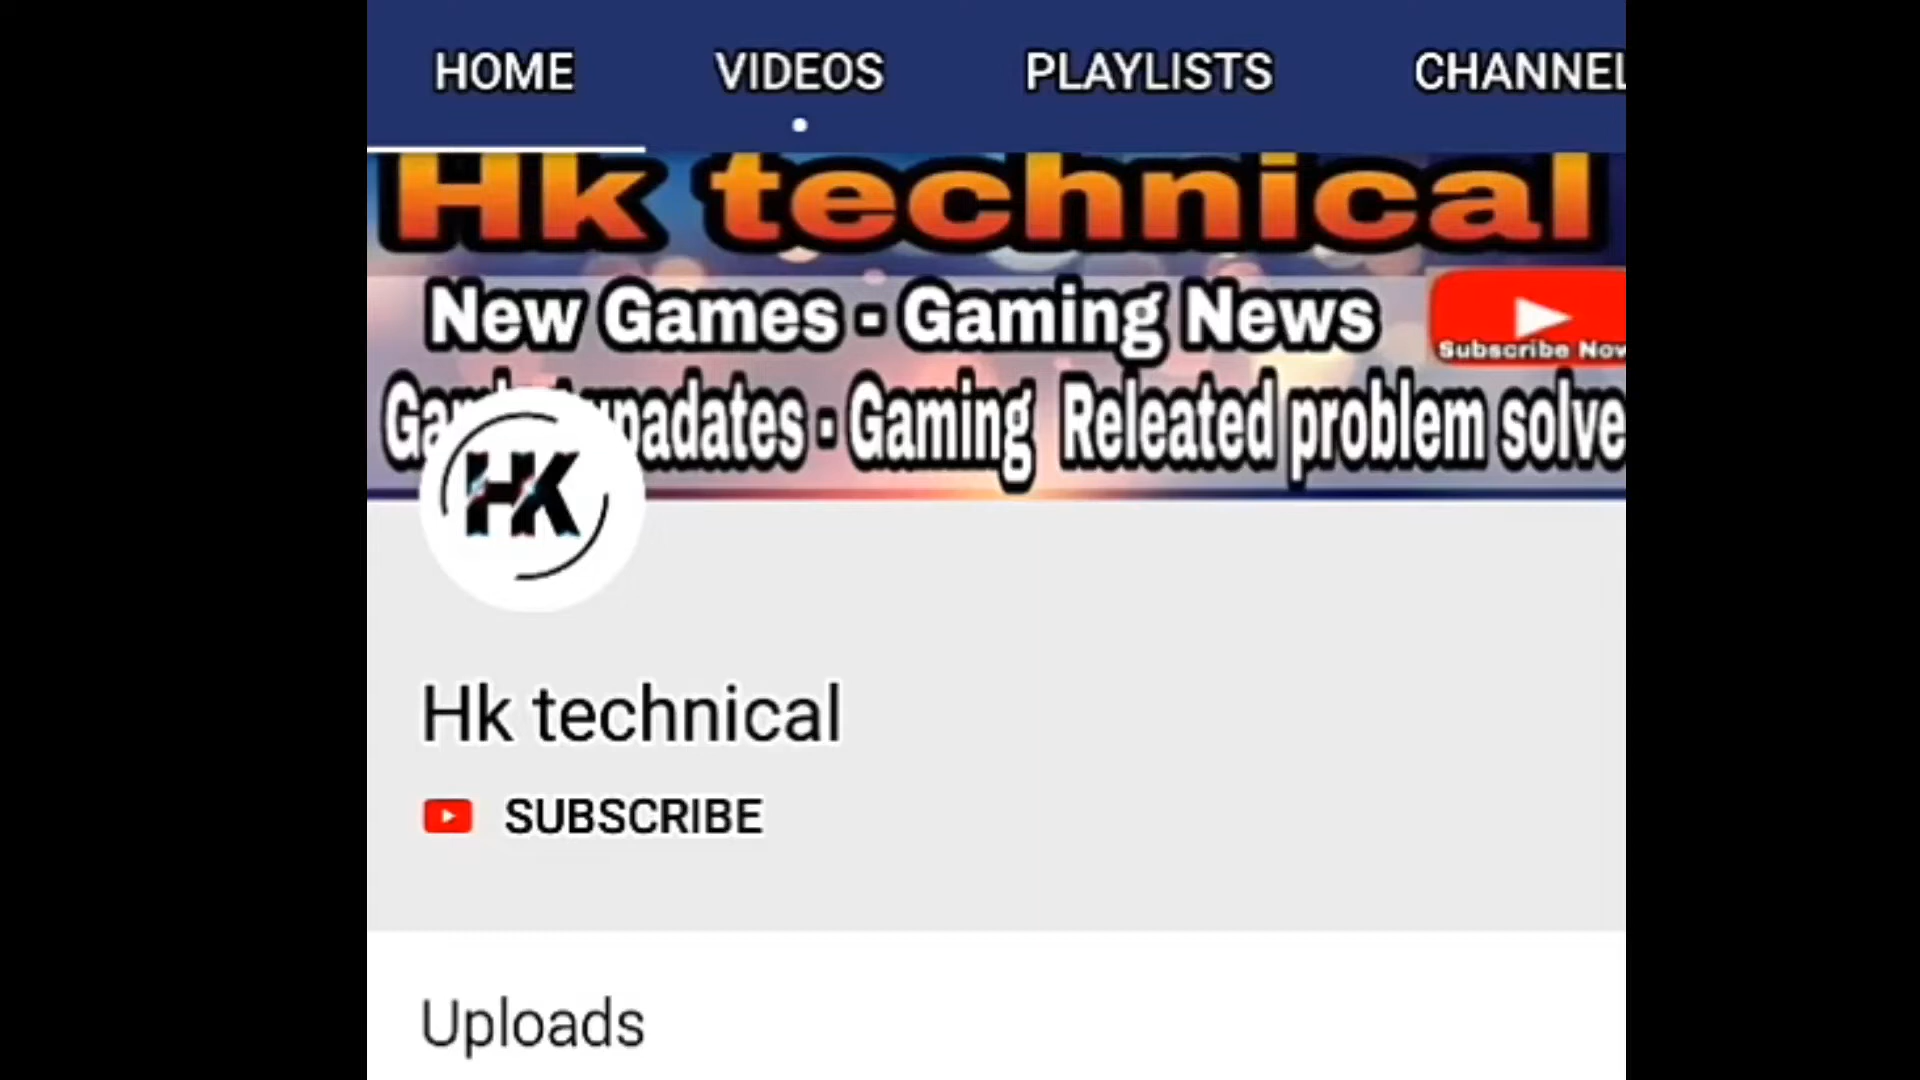 HOME VIDEOS PLAYLISTS CHANNEL
Hk technical
New Games - Gaming News
Subscribe Now
upadates - Gaming Releated problem solve
HK
Hk technical
SUBSCRIBE
Uploads